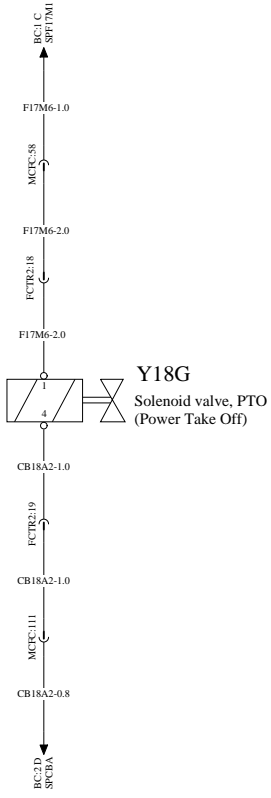 BC:1 C
SPF17M1
F17M6-1.0
MCFC:58
F17M6-2.0
FCTR2:18
F17M6-2.0
1
4
Y18G
Solenoid valve, PTO
(Power Take Off)
CB18A2-1.0
FCTR2:19
CB18A2-1.0
MCFC:111
CB18A2-0.8
BC:2 D
SPCBA